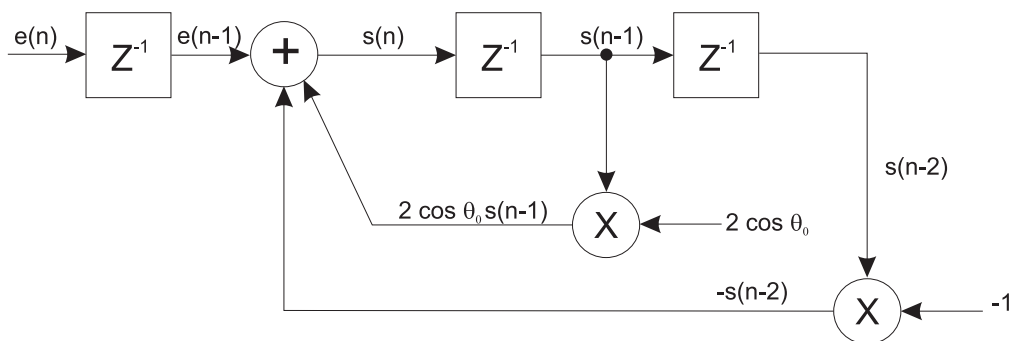 e(n)
Z⁻¹
e(n-1)
+
s(n)
Z⁻¹
s(n-1)
Z⁻¹
s(n-2)
2 cos θ₀ s(n-1)
X
2 cos θ₀
-s(n-2)
X
-1